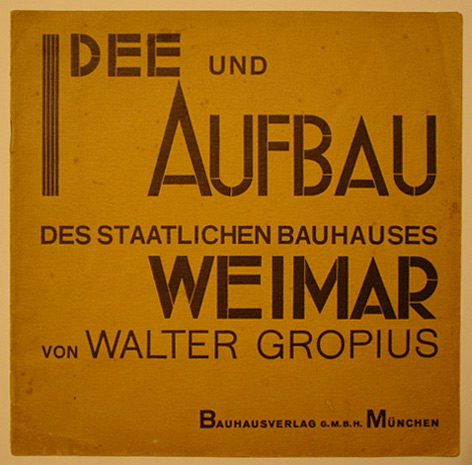 IDEE UND
AUFBAU
DES STAATLICHEN BAUHAUSES
WEIMAR
VON WALTER GROPIUS
BAUHAUSVERLAG G.M.B.H. MÜNCHEN